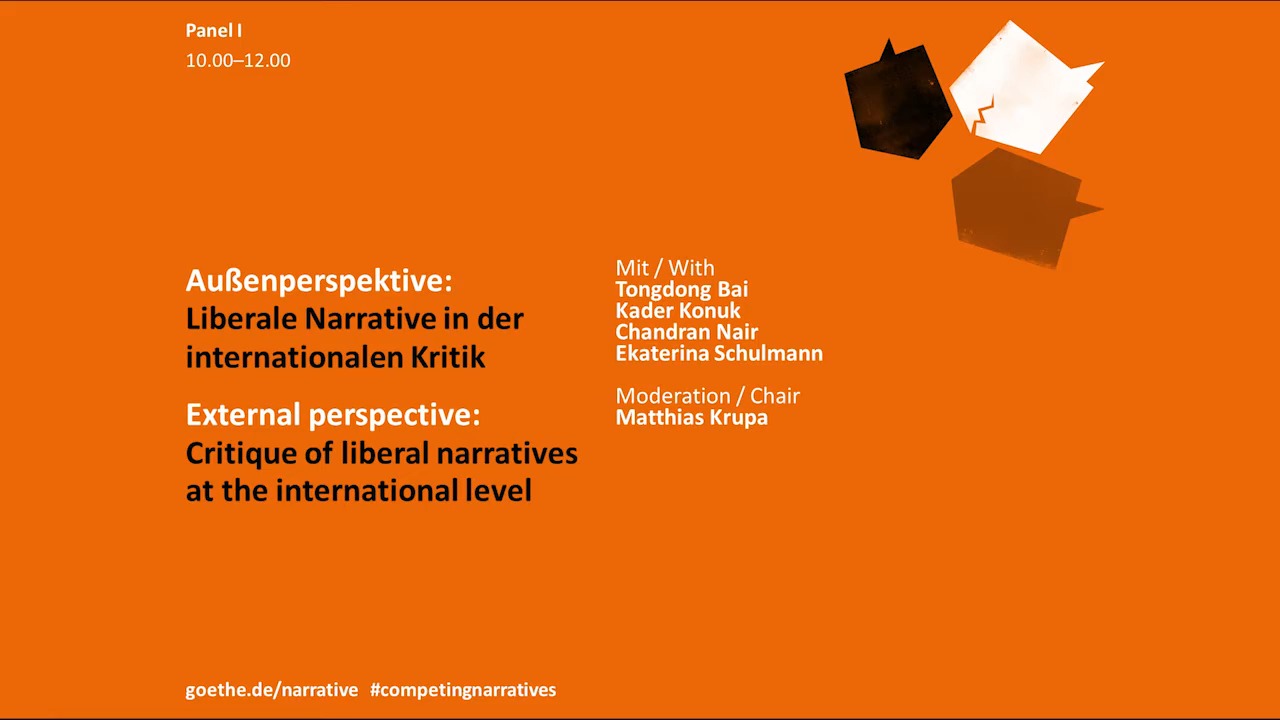 Panel I
10.00–12.00
Außenperspektive:
Liberale Narrative in der
internationalen Kritik
External perspective:
Critique of liberal narratives
at the international level
Mit / With
Tongdong Bai
Kader Konuk
Chandran Nair
Ekaterina Schulmann
Moderation / Chair
Matthias Krupa
goethe.de/narrative #competingnarratives